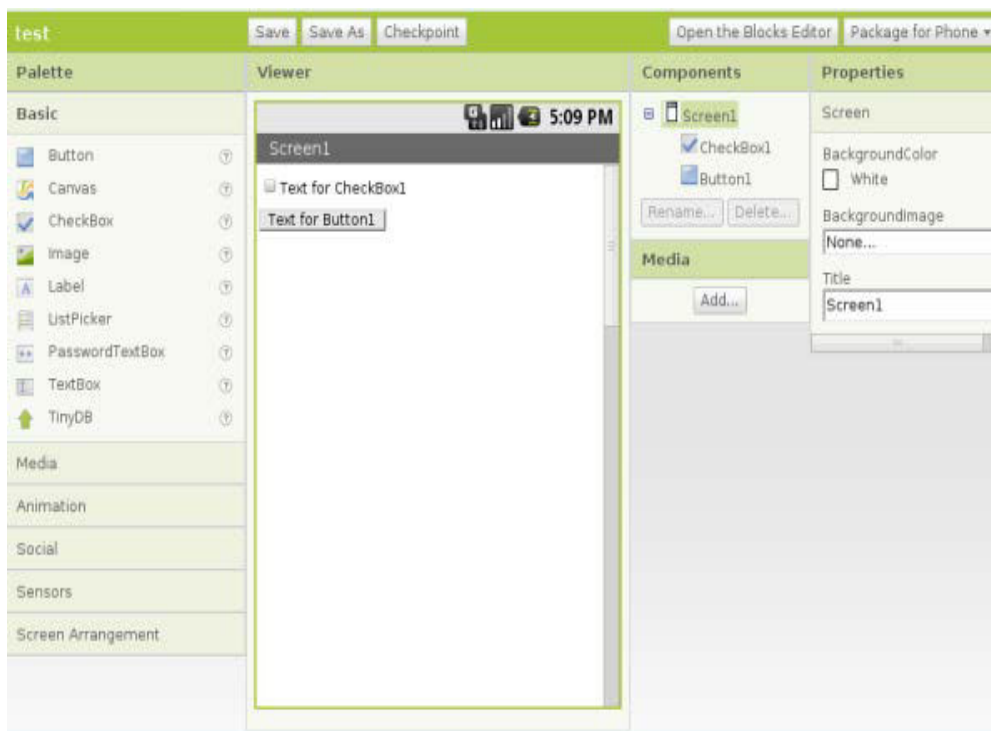 test
Save
Save As
Checkpoint
Open the Blocks Editor
Package for Phone
Palette
Basic
Button
Canvas
CheckBox
Image
Label
ListPicker
PasswordTextBox
TextBox
TinyDB
Media
Animation
Social
Sensors
Screen Arrangement
Viewer
5:09 PM
Screen1
Text for CheckBox1
Text for Button1
Components
Screen1
CheckBox1
Button1
Rename...
Delete...
Media
Add...
Properties
Screen
BackgroundColor
White
BackgroundImage
None...
Title
Screen1